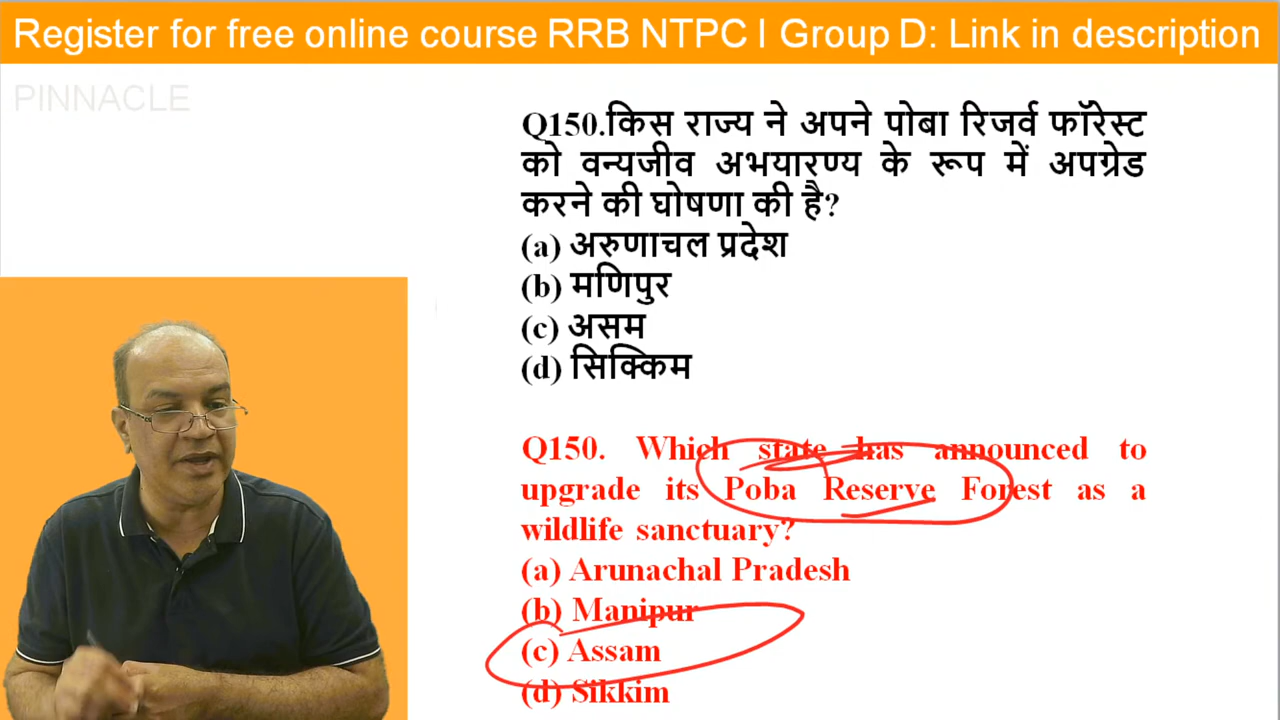 Register for free online course RRB NTPC I Group D: Link in description
PINNACLE
Q150.किस राज्य ने अपने पोबा रिजर्व फॉरेस्ट
को वन्यजीव अभयारण्य के रूप में अपग्रेड
करने की घोषणा की है?
(a) अरुणाचल प्रदेश
(b) मणिपुर
(c) असम
(d) सिक्किम
Q150. Which state has announced to
upgrade its Poba Reserve Forest as a
wildlife sanctuary?
(a) Arunachal Pradesh
(b) Manipur
(c) Assam
(d) Sikkim